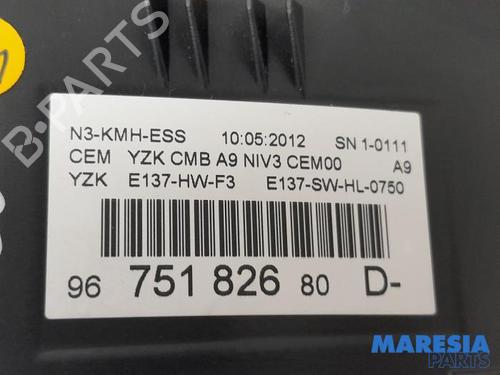 N3-KMH-ESS 10:05:2012 SN 1-0111
CEM YZK CMB A9 NIV3 CEM00 A9
YZK E137-HW-F3 E137-SW-HL-0750
96 751 826 80 D-
MARESIA
PARTS